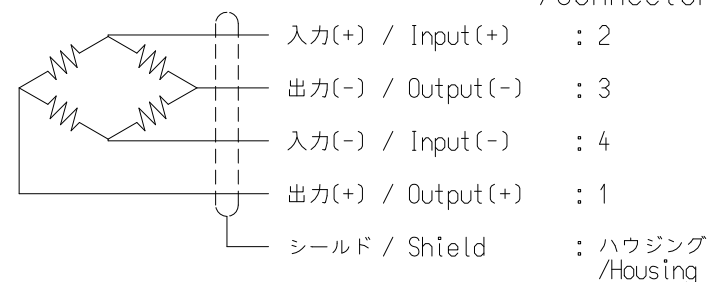 /Connector
入力(+) / Input(+) : 2
出力(-) / Output(-) : 3
入力(-) / Input(-) : 4
出力(+) / Output(+) : 1
シールド / Shield : ハウジング
/Housing